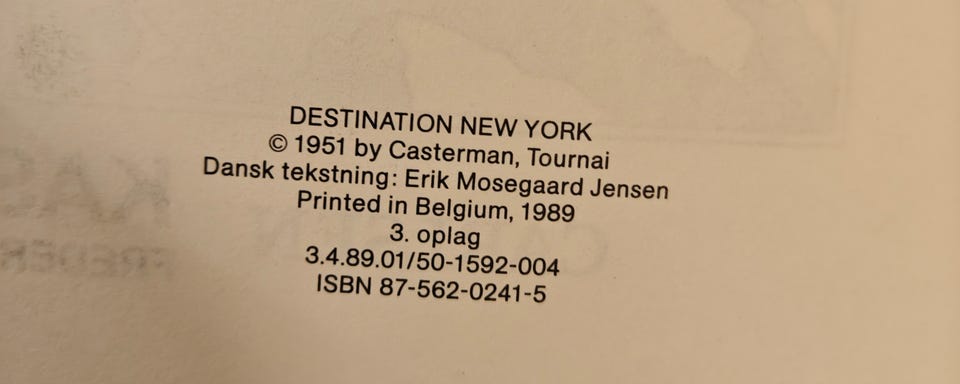 DESTINATION NEW YORK
© 1951 by Casterman, Tournai
Dansk tekstning: Erik Mosegaard Jensen
Printed in Belgium, 1989
3. oplag
3.4.89.01/50-1592-004
ISBN 87-562-0241-5